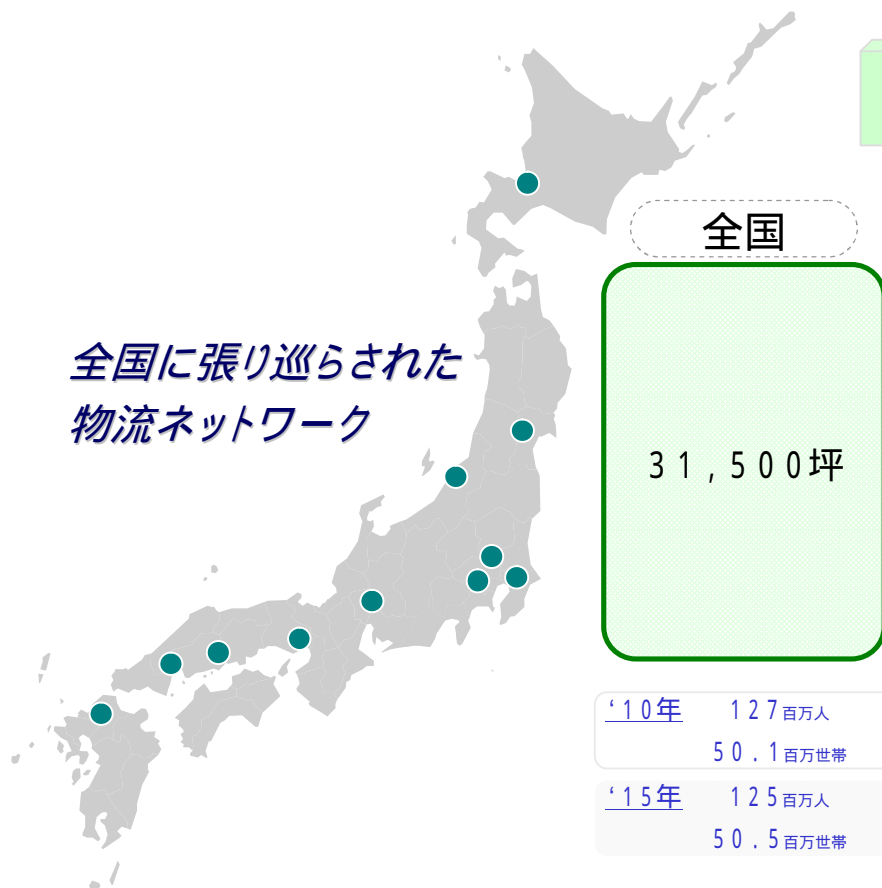 全国
全国に張り巡らされた
物流ネットワーク
31,500坪
‘10年 127百万人
50.1百万世帯
‘15年 125百万人
50.5百万世帯